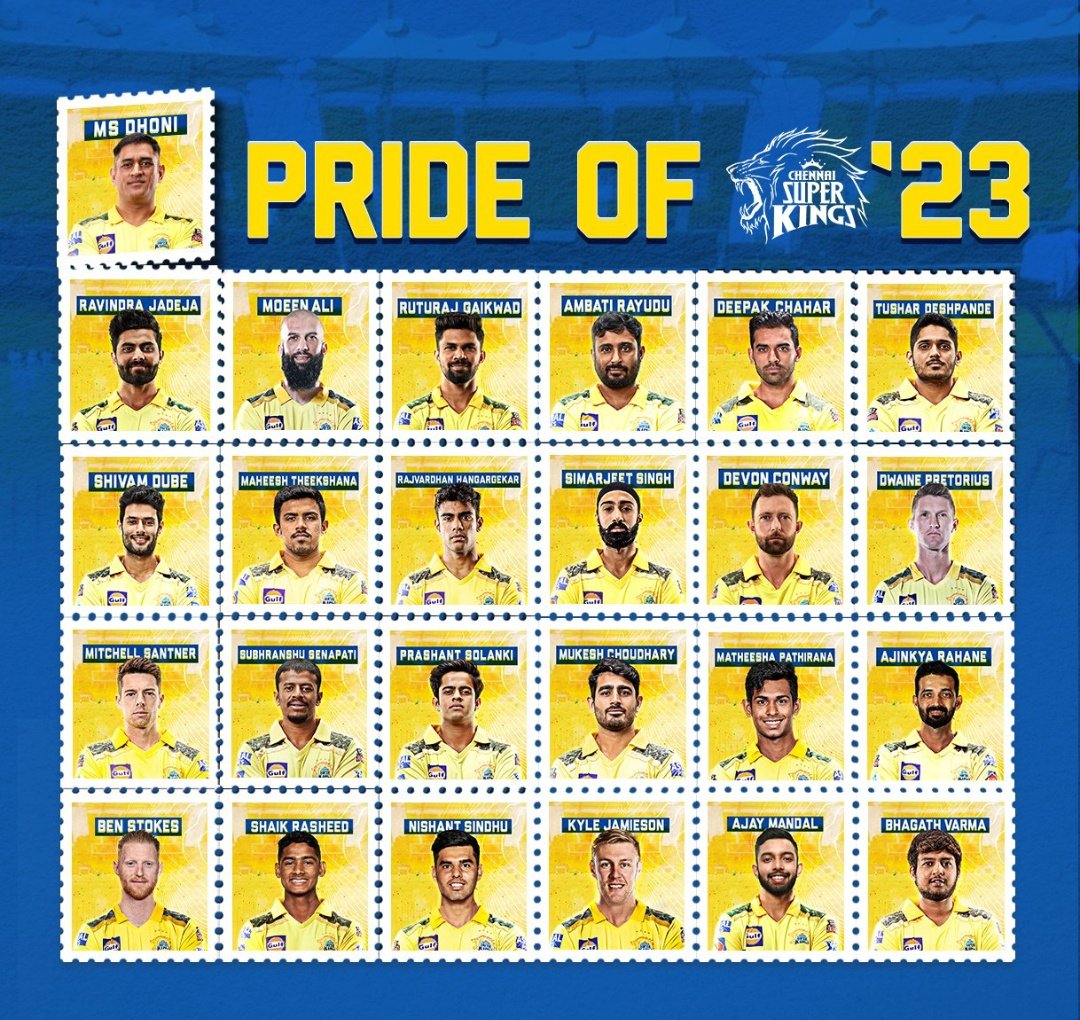 MS DHONI
PRIDE OF CHENNAI SUPER KINGS '23
RAVINDRA JADEJA
MOEEN ALI
RUTURAJ GAIKWAD
AMBATI RAYUDU
DEEPAK CHAHAR
TUSHAR DESHPANDE
SHIVAM DUBE
MAHEESH THEEKSHANA
RAJVARDHAN HANGARGEKAR
SIMARJEET SINGH
DEVON CONWAY
DWAINE PRETORIUS
MITCHELL SANTNER
SUBHRANSHU SENAPATI
PRASHANT SOLANKI
MUKESH CHOUDHARY
MATHEESHA PATHIRANA
AJINKYA RAHANE
BEN STOKES
SHAIK RASHEED
NISHANT SINDHU
KYLE JAMIESON
AJAY MANDAL
BHAGATH VARMA